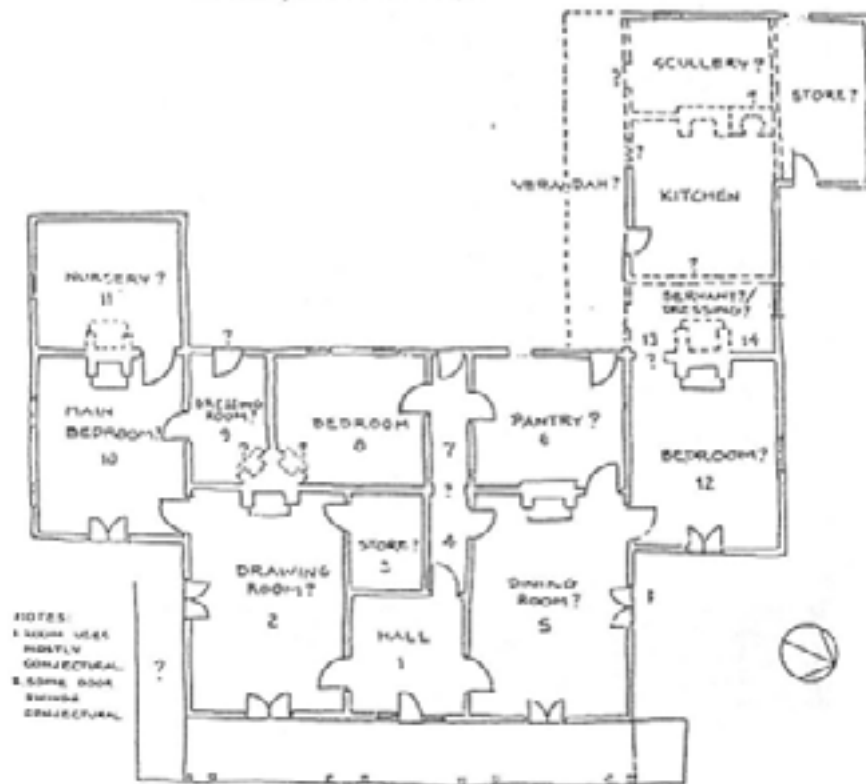 SCULLERY?
STORE?
?
?
?
VERANDAH?
KITCHEN
?
NURSERY?
11
SERVANT?/
DRESSING?
13
14
?
?
MAIN
BEDROOM?
10
DRESSING
ROOM?
9
BEDROOM
8
7
?
4
PANTRY?
6
BEDROOM?
12
?
?
STORE?
3
DRAWING
ROOM?
2
DINING
ROOM?
5
HALL
1
?
NOTES:
1 ROOM USES
MOSTLY
CONJECTURAL
2 SOME DOOR
SWINGS
CONJECTURAL